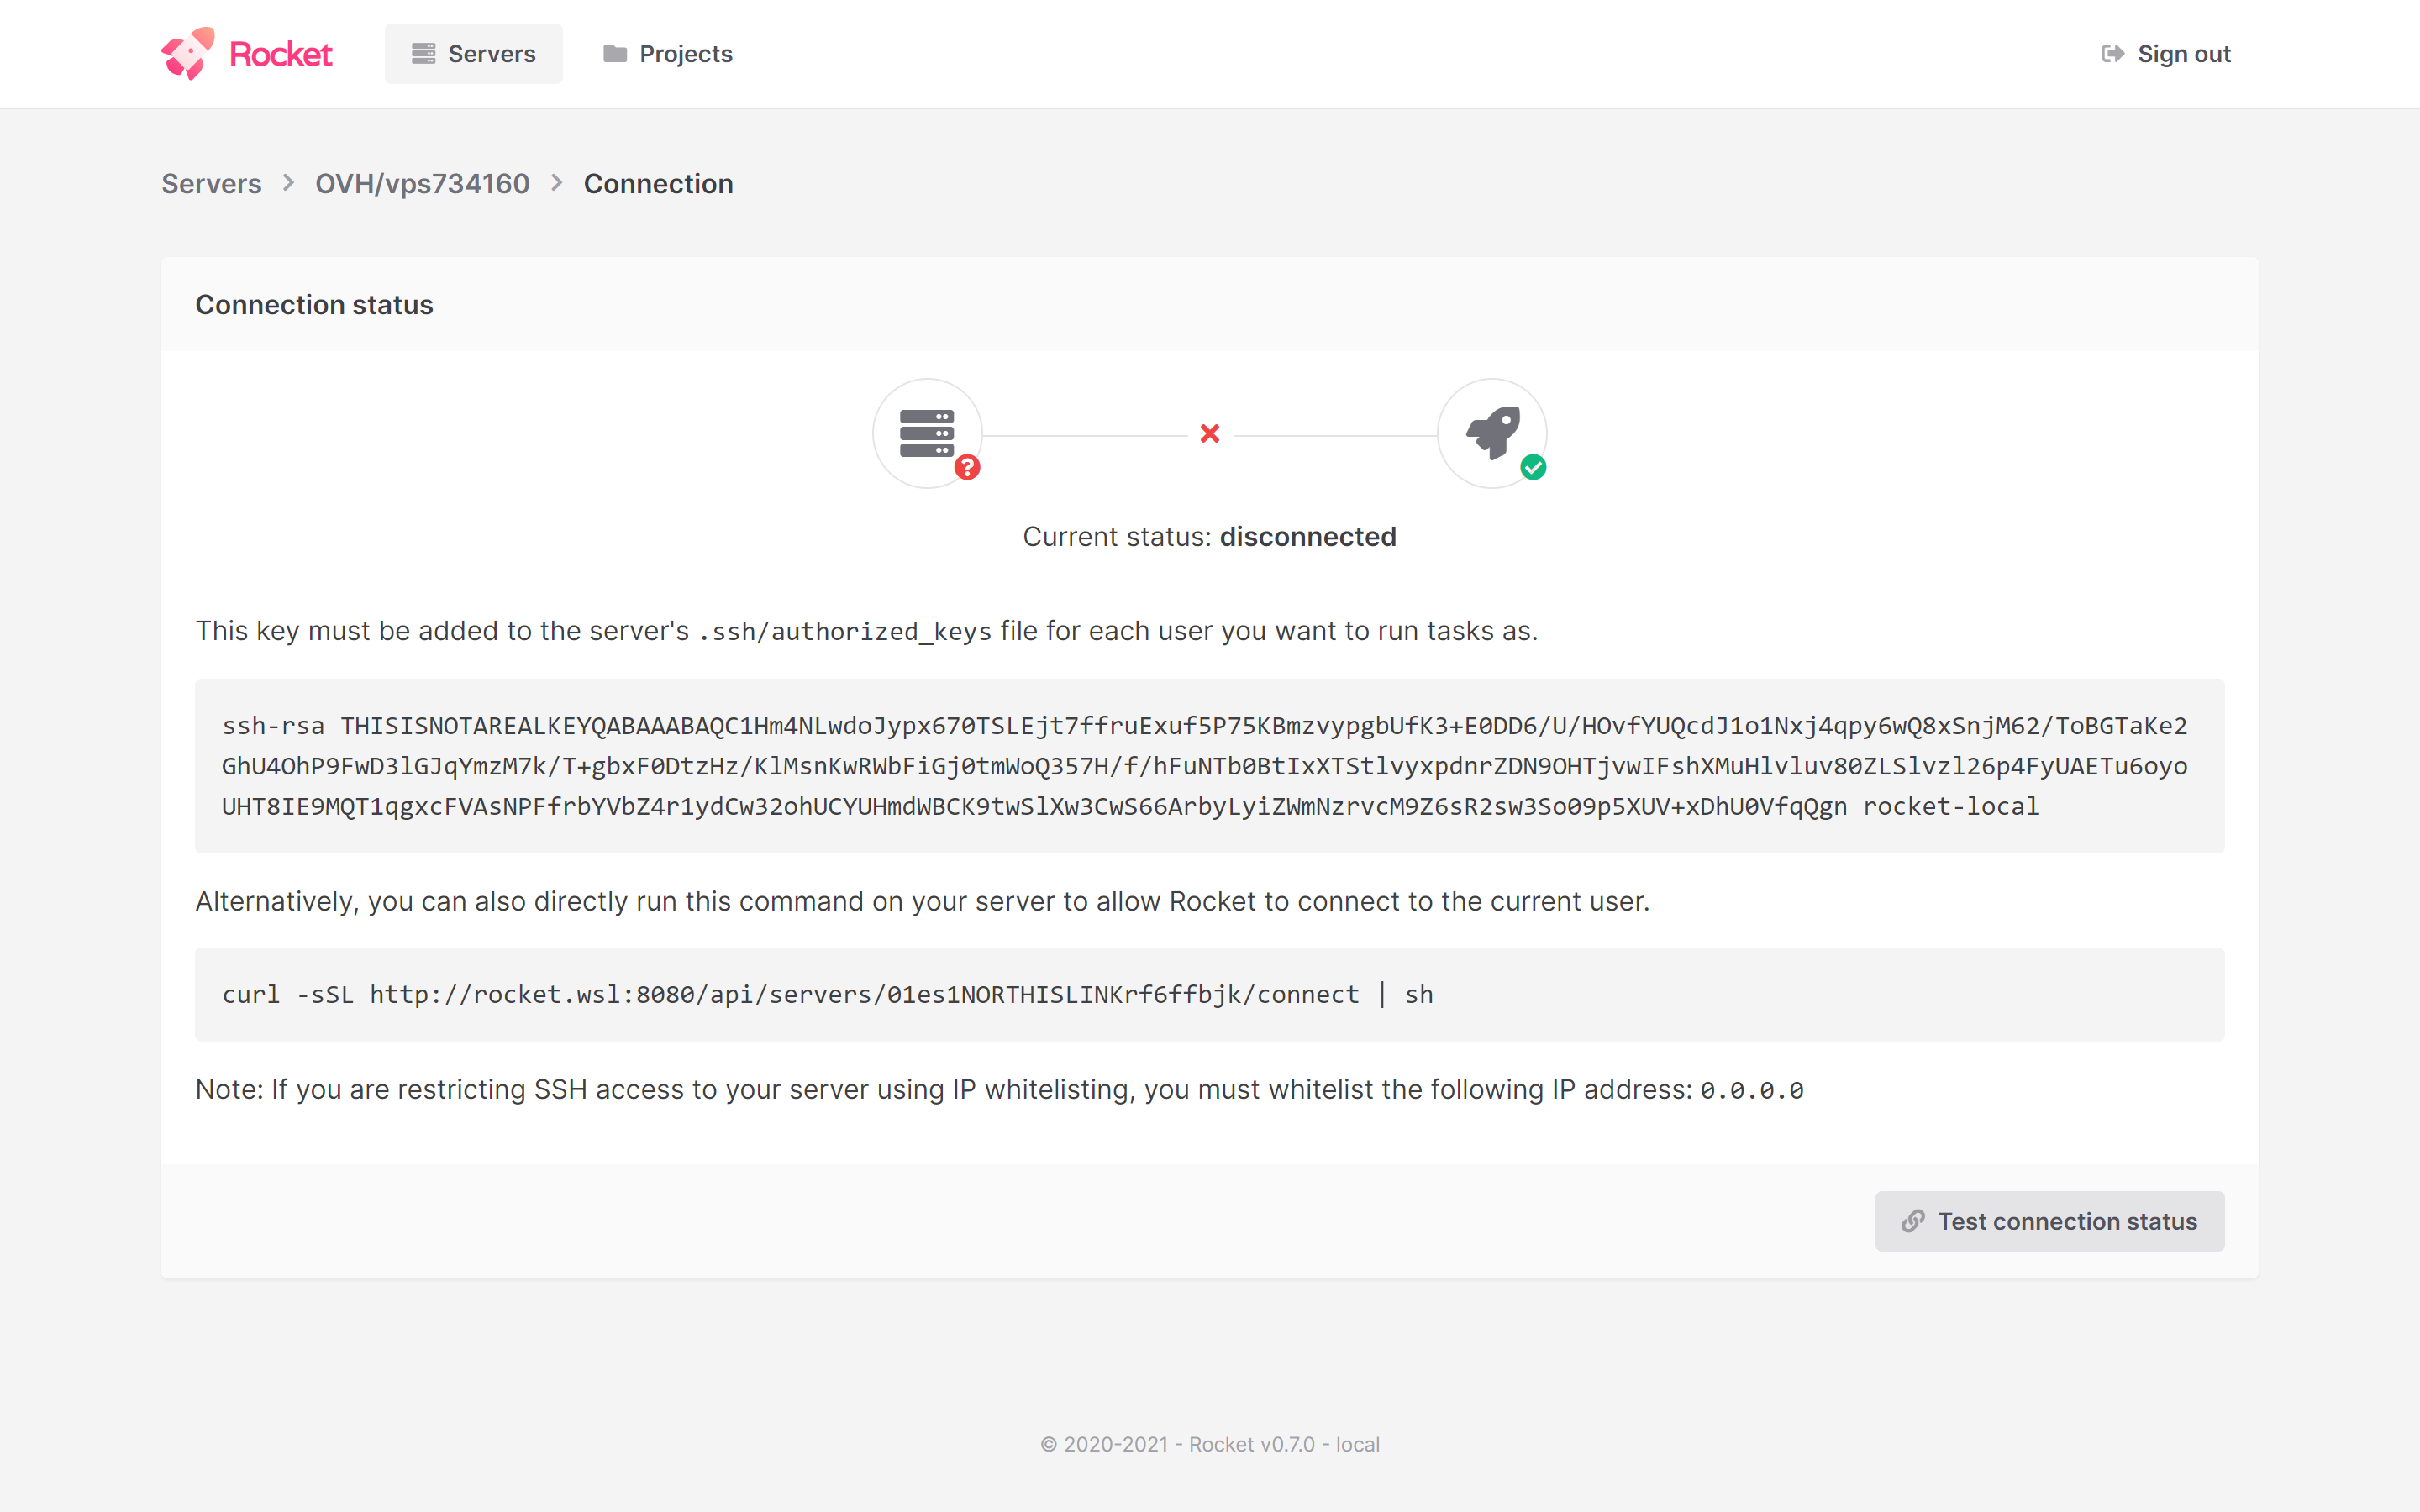 Rocket
Servers
Projects
Sign out
Servers > OVH/vps734160 > Connection
Connection status
Current status: disconnected
This key must be added to the server's .ssh/authorized_keys file for each user you want to run tasks as.
ssh-rsa THISISNOTAREALKEYQABAAABAQC1Hm4NLwdoJypx670TSLEjt7ffruExuf5P75KBmzvypgbUfK3+E0DD6/U/HOvfYUQcdJ1o1Nxj4qpy6wQ8xSnjM62/ToBGTaKe2
GhU4OhP9FwD3lGJqYmzM7k/T+gbxF0DtzHz/KlMsnKwRWbFiGj0tmWoQ357H/f/hFuNTb0BtIxXTStlvyxpdnrZDN9OHTjvwIFshXMuHlvluv80ZLSlvzl26p4FyUAETu6oyo
UHT8IE9MQT1qgxcFVAsNPFfrbYVbZ4r1ydCw32ohUCYUHmdWBCK9twSlXw3CwS66ArbyLyiZWmNzrvcM9Z6sR2sw3So09p5XUV+xDhU0VfqQgn rocket-local
Alternatively, you can also directly run this command on your server to allow Rocket to connect to the current user.
curl -sSL http://rocket.wsl:8080/api/servers/01es1NORTHISLINKrf6ffbjk/connect | sh
Note: If you are restricting SSH access to your server using IP whitelisting, you must whitelist the following IP address: 0.0.0.0
Test connection status
© 2020-2021 - Rocket v0.7.0 - local